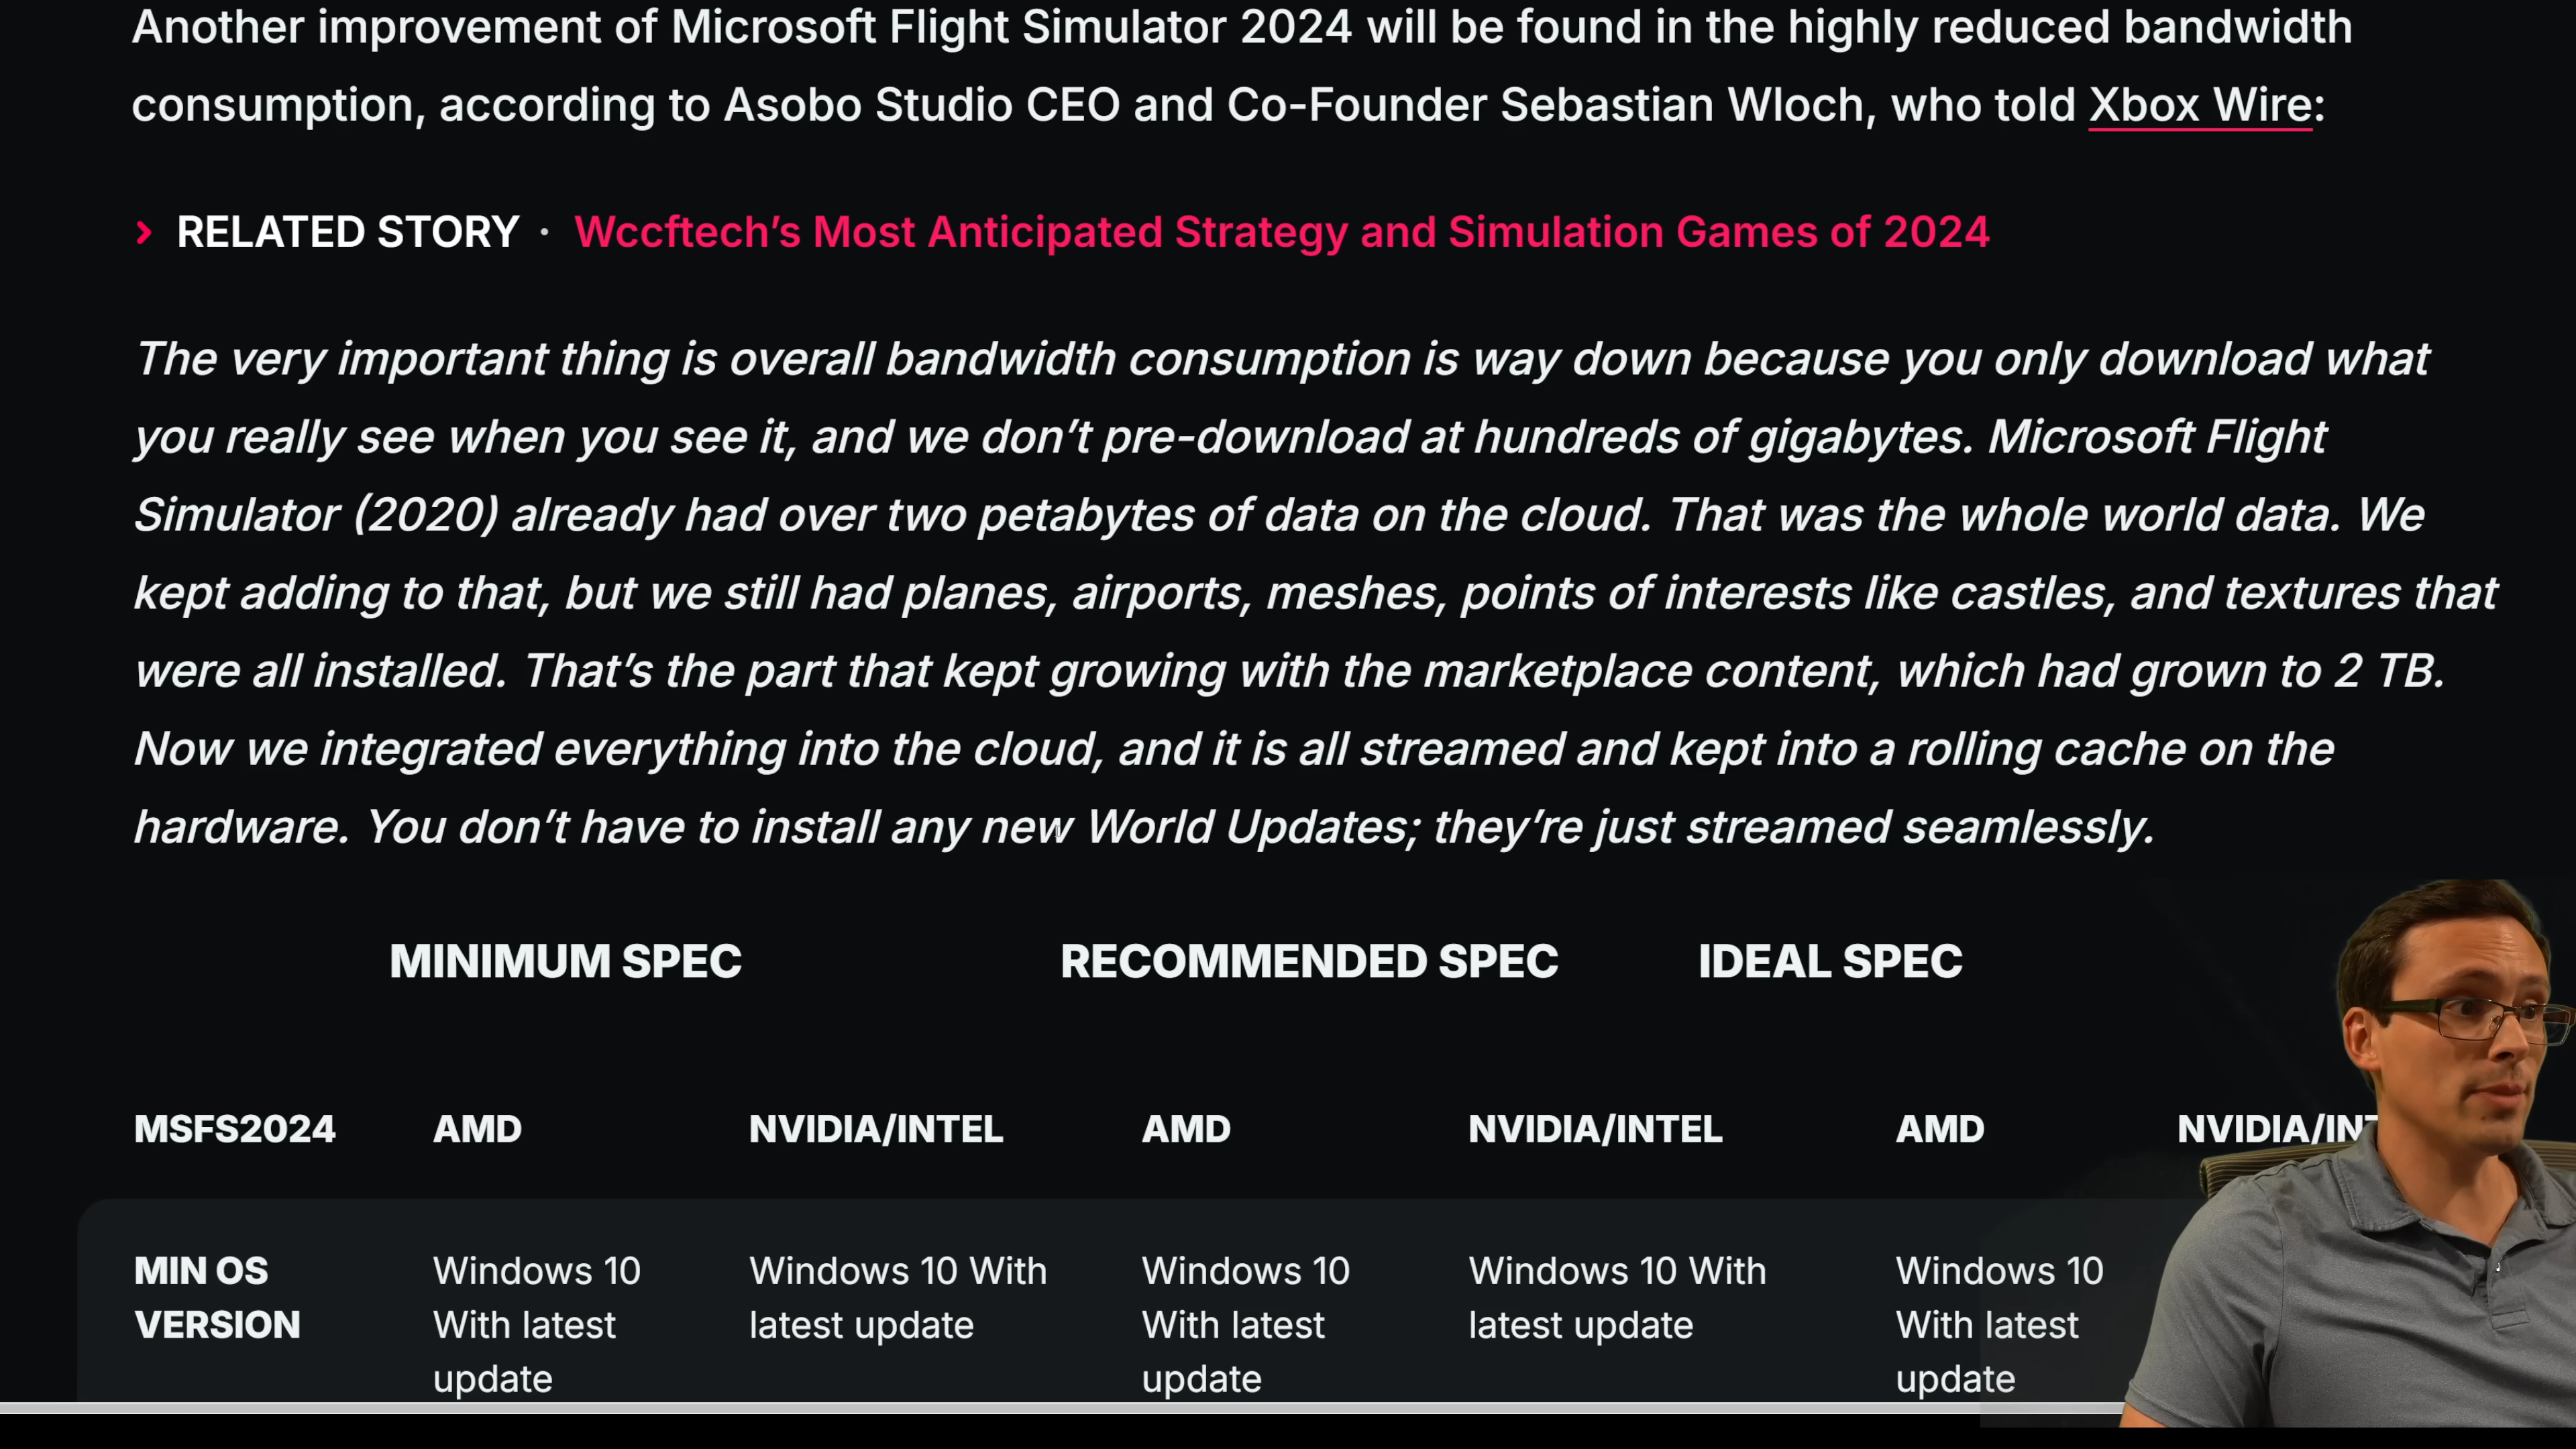 Another improvement of Microsoft Flight Simulator 2024 will be found in the highly reduced bandwidth
consumption, according to Asobo Studio CEO and Co-Founder Sebastian Wloch, who told Xbox Wire:
RELATED STORY · Wccftech’s Most Anticipated Strategy and Simulation Games of 2024
The very important thing is overall bandwidth consumption is way down because you only download what
you really see when you see it, and we don’t pre-download at hundreds of gigabytes. Microsoft Flight
Simulator (2020) already had over two petabytes of data on the cloud. That was the whole world data. We
kept adding to that, but we still had planes, airports, meshes, points of interests like castles, and textures that
were all installed. That’s the part that kept growing with the marketplace content, which had grown to 2 TB.
Now we integrated everything into the cloud, and it is all streamed and kept into a rolling cache on the
hardware. You don’t have to install any new World Updates; they’re just streamed seamlessly.
MINIMUM SPEC RECOMMENDED SPEC IDEAL SPEC
MSFS2024 AMD NVIDIA/INTEL AMD NVIDIA/INTEL AMD NVIDIA/INT
MIN OS Windows 10 Windows 10 With Windows 10 Windows 10 With Windows 10
VERSION With latest latest update With latest latest update With latest
update update update